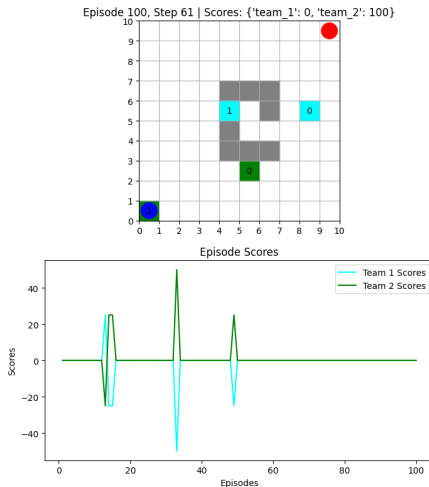 Episode 100, Step 61 | Scores: {'team_1': 0, 'team_2': 100}
10
9
8
7
6
5
4
3
2
1
0
1
0
0
0 1 2 3 4 5 6 7 8 9 10
Episode Scores
Team 1 Scores
Team 2 Scores
Scores
40
20
0
−20
−40
0 20 40 60 80 100
Episodes